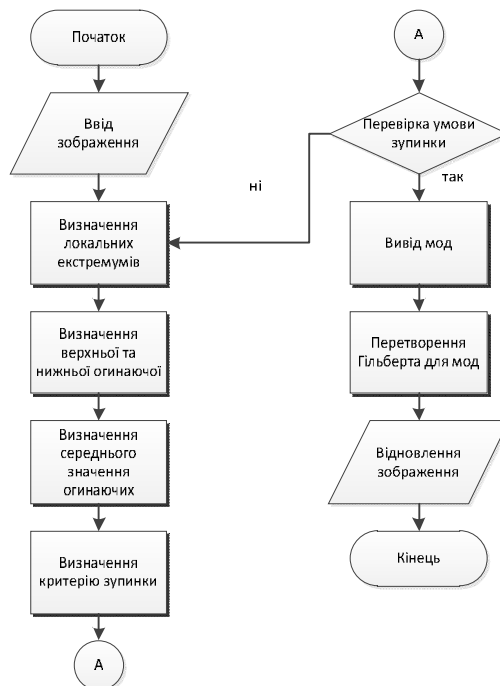 Початок
Ввід
зображення
Визначення
локальних
екстремумів
Визначення
верхньої та
нижньої огинаючої
Визначення
середнього
значення
огинаючих
Визначення
критерію зупинки
А
А
Перевірка умови
зупинки
ні
так
Вивід мод
Перетворення
Гільберта для мод
Відновлення
зображення
Кінець